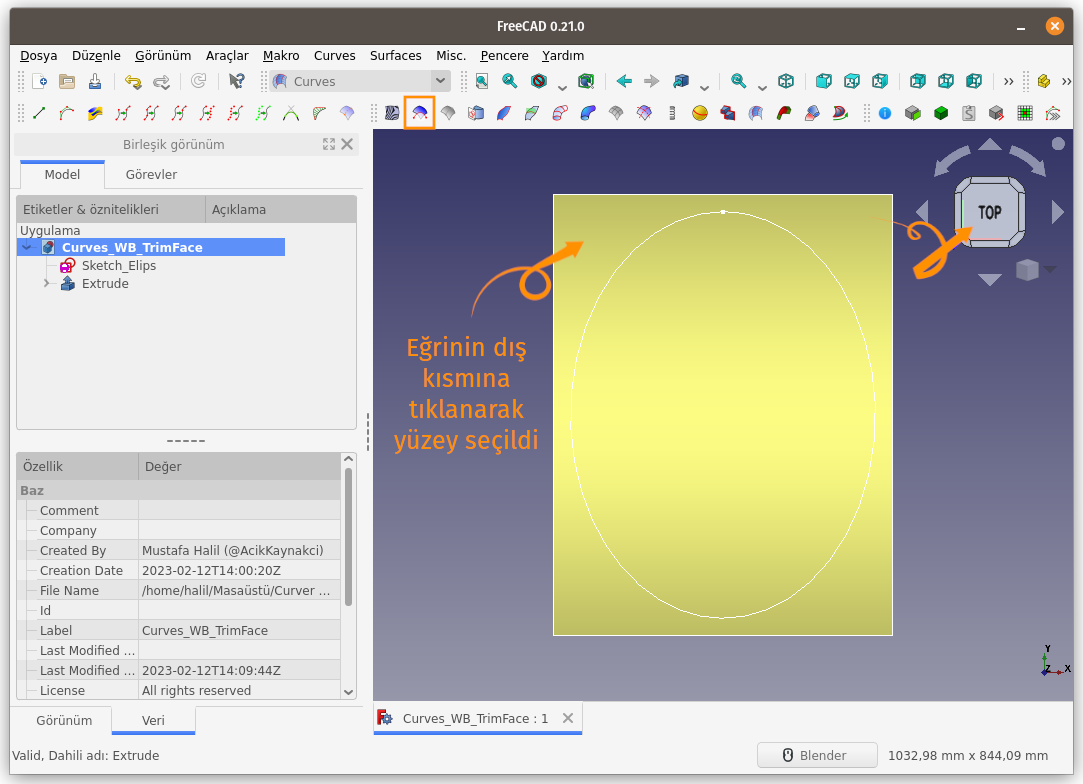 FreeCAD 0.21.0
Dosya Düzenle Görünüm Araçlar Makro Curves Surfaces Misc. Pencere Yardım
Curves
Birleşik görünüm
Model Görevler
Etiketler & öznitelikleri Açıklama
Uygulama
Curves_WB_TrimFace
Sketch_Elips
Extrude
TOP
Eğrinin dış
kısmına
tıklanarak
yüzey seçildi
Özellik Değer
Baz
Comment
Company
Created By Mustafa Halil (@AcikKaynakci)
Creation Date 2023-02-12T14:00:20Z
File Name /home/halil/Masaüstü/Curver ...
Id
Label Curves_WB_TrimFace
Last Modified ...
Last Modified ... 2023-02-12T14:09:44Z
License All rights reserved
Y
Z X
Görünüm Veri
Curves_WB_TrimFace : 1
Valid, Dahili adı: Extrude
Blender 1032,98 mm x 844,09 mm